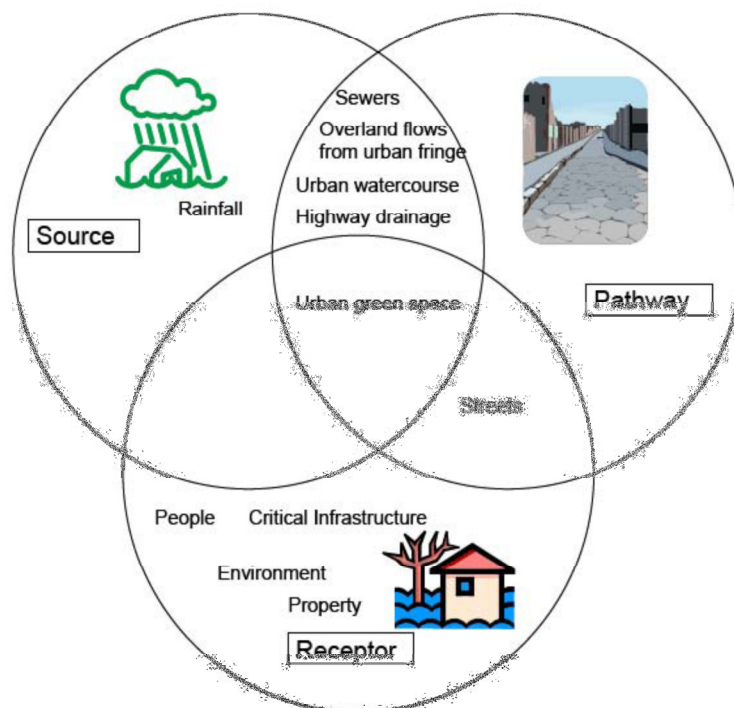 Sewers
Overland flows
from urban fringe
Urban watercourse
Highway drainage
Rainfall
Source
Urban green space
Pathway
Streets
People Critical Infrastructure
Environment
Property
Receptor